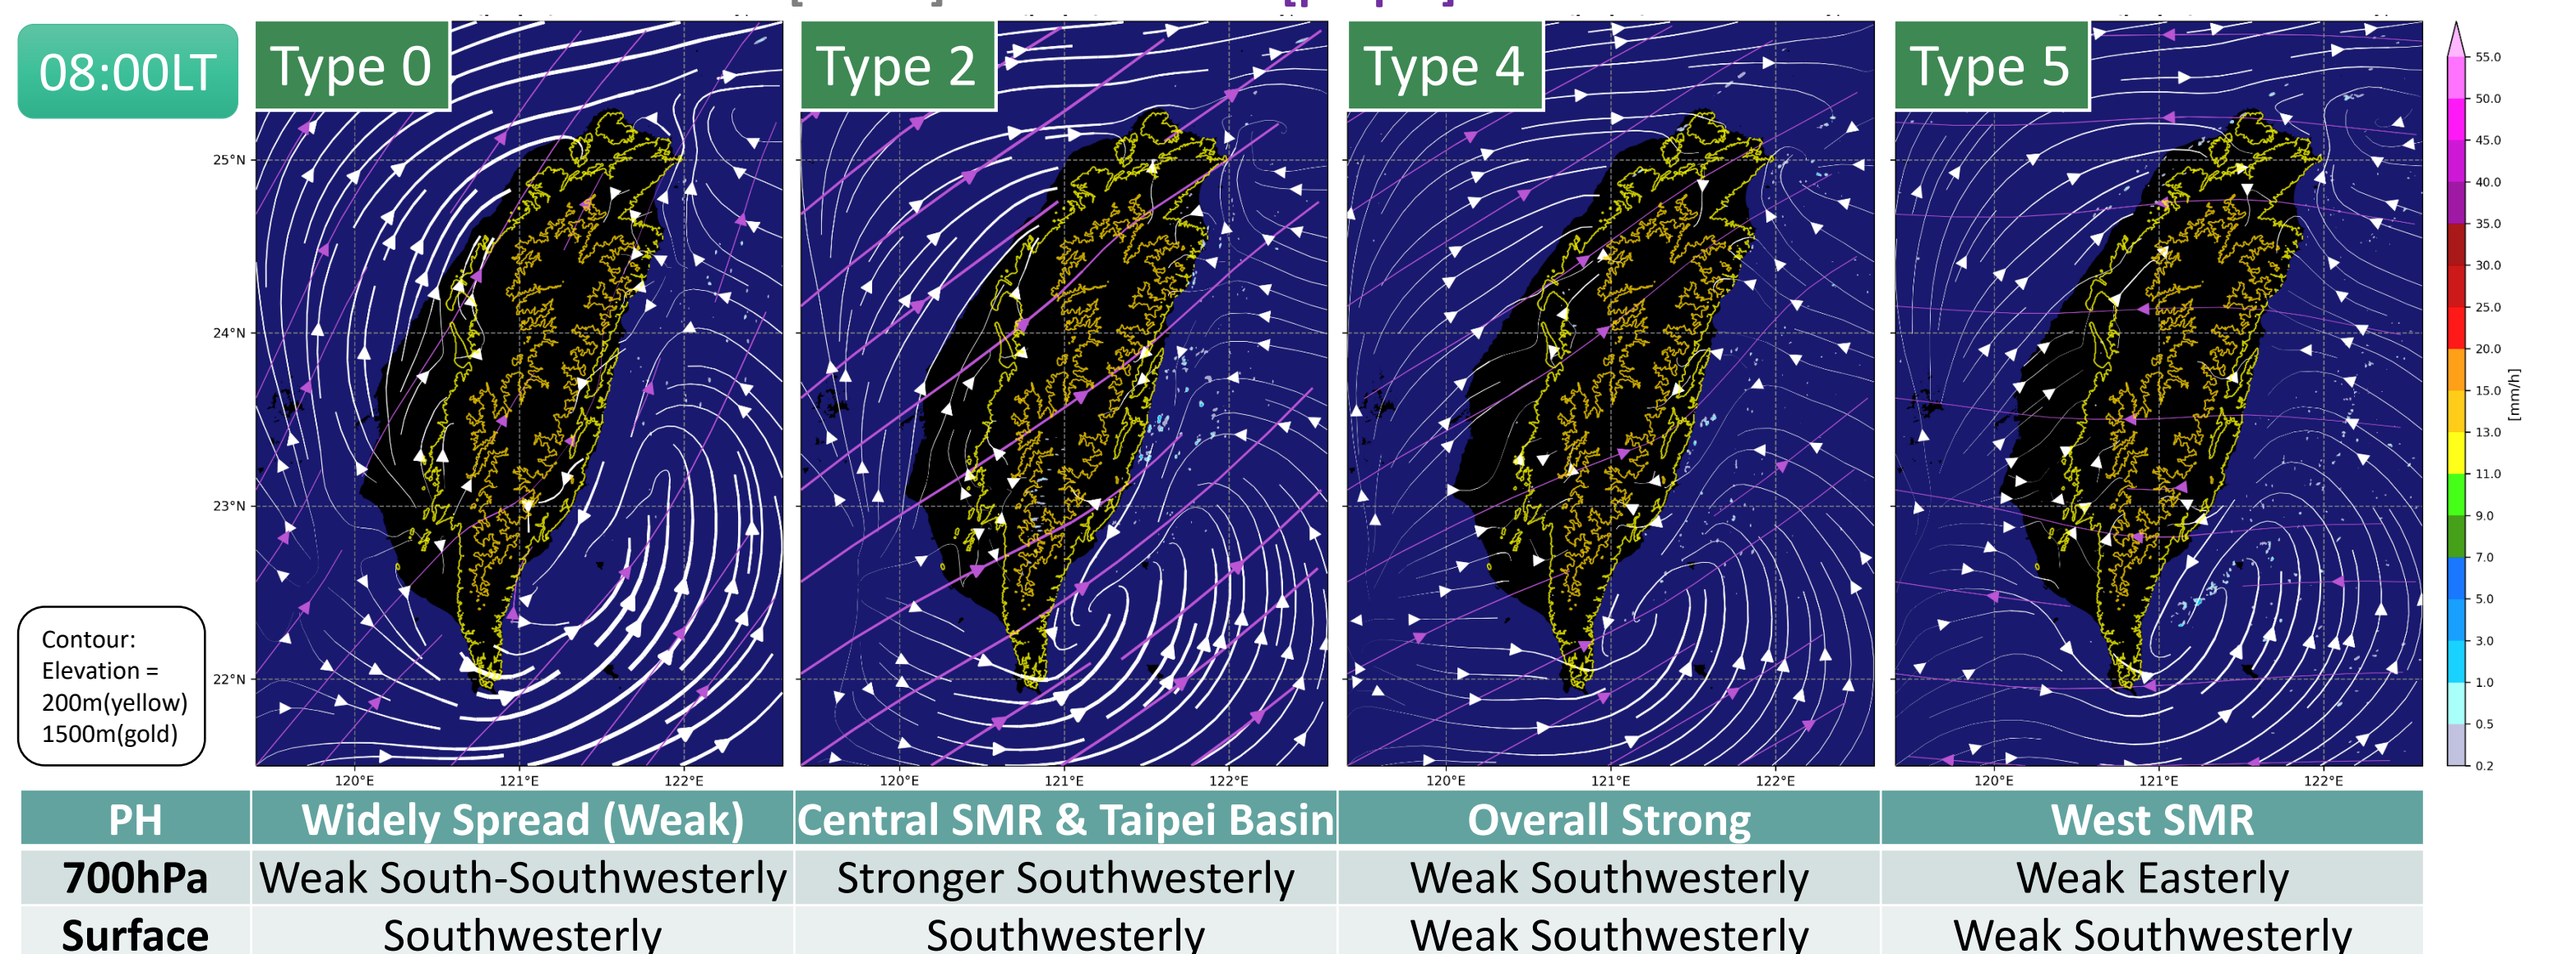 08:00LT
Type 0
Type 2
Type 4
Type 5
25°N
24°N
23°N
22°N
120°E 121°E 122°E
120°E 121°E 122°E
120°E 121°E 122°E
120°E 121°E 122°E
55.0
50.0
45.0
40.0
35.0
30.0
25.0
20.0
15.0
13.0
11.0
9.0
7.0
5.0
3.0
1.0
0.5
0.2
[mm/h]
Contour:
Elevation =
200m(yellow)
1500m(gold)
PH Widely Spread (Weak) Central SMR & Taipei Basin Overall Strong West SMR
700hPa Weak South-Southwesterly Stronger Southwesterly Weak Southwesterly Weak Easterly
Surface Southwesterly Southwesterly Weak Southwesterly Weak Southwesterly